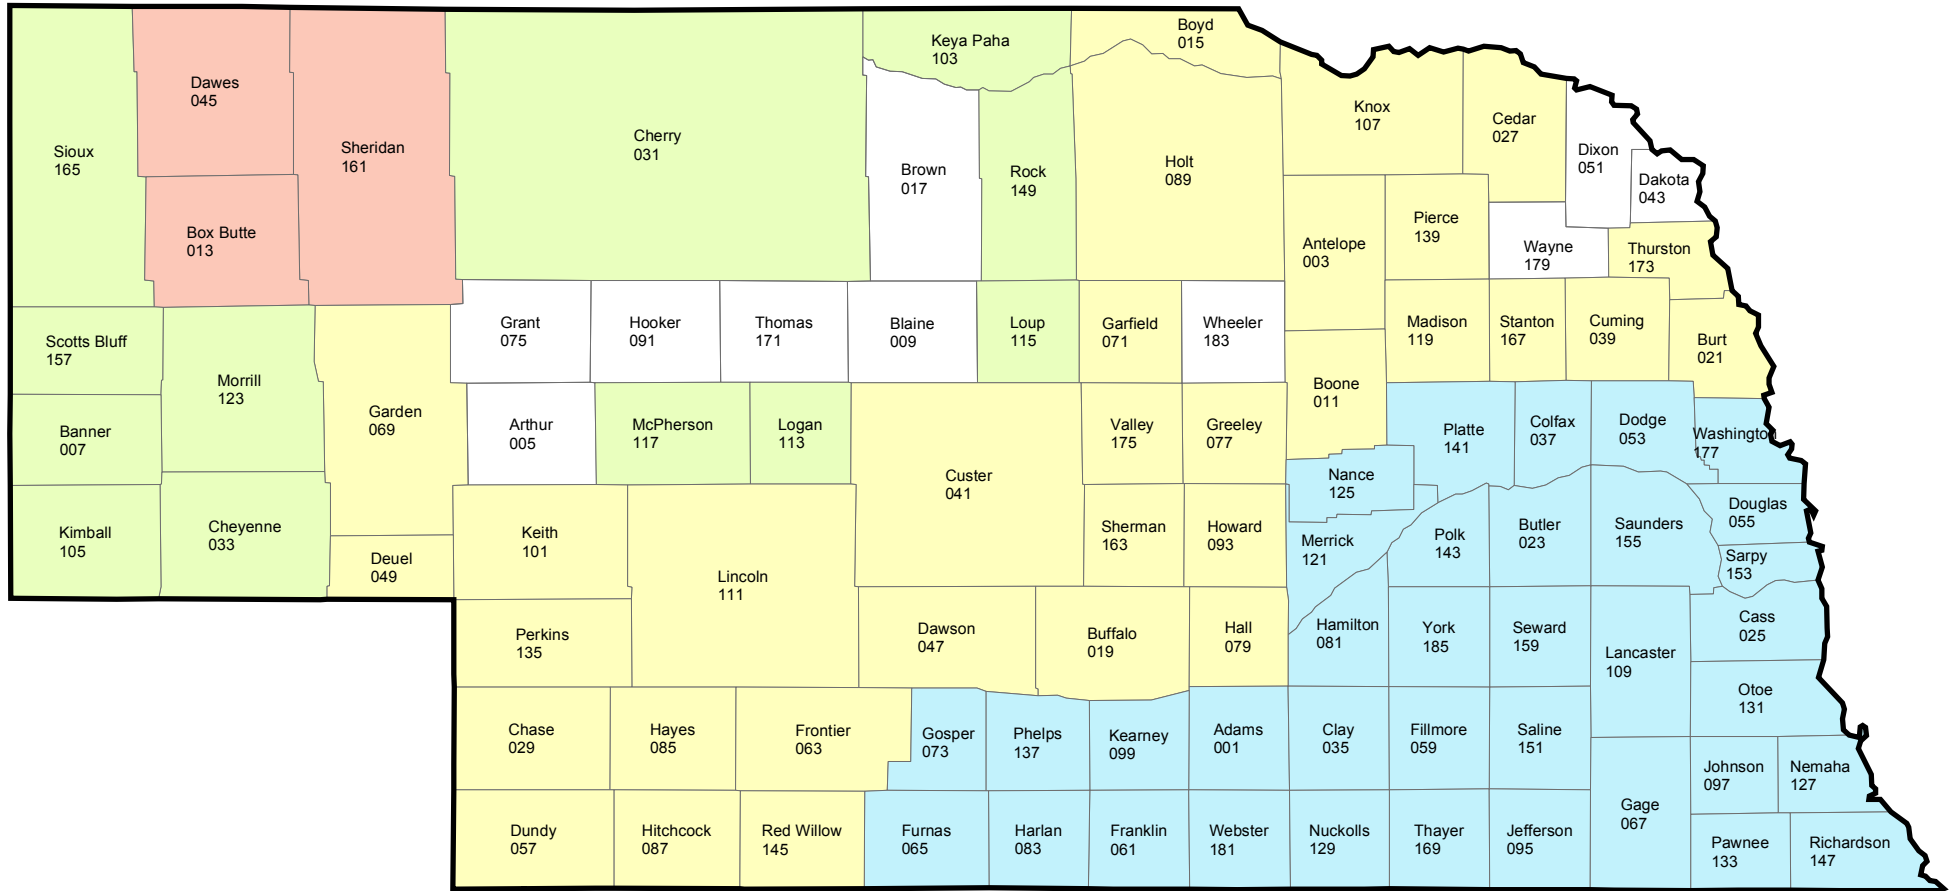 Boyd
015
Keya Paha
103
Dawes
045
Sheridan
161
Cherry
031
Sioux
165
Brown
017
Rock
149
Holt
089
Knox
107
Cedar
027
Dixon
051
Dakota
043
Box Butte
013
Antelope
003
Pierce
139
Wayne
179
Thurston
173
Scotts Bluff
157
Morrill
123
Grant
075
Hooker
091
Thomas
171
Blaine
009
Loup
115
Garfield
071
Wheeler
183
Madison
119
Stanton
167
Cuming
039
Burt
021
Banner
007
Garden
069
Arthur
005
McPherson
117
Logan
113
Custer
041
Valley
175
Greeley
077
Boone
011
Platte
141
Colfax
037
Dodge
053
Washington
177
Nance
125
Kimball
105
Cheyenne
033
Deuel
049
Keith
101
Lincoln
111
Sherman
163
Howard
093
Merrick
121
Polk
143
Butler
023
Saunders
155
Douglas
055
Sarpy
153
Perkins
135
Dawson
047
Buffalo
019
Hall
079
Hamilton
081
York
185
Seward
159
Lancaster
109
Cass
025
Otoe
131
Chase
029
Hayes
085
Frontier
063
Gosper
073
Phelps
137
Kearney
099
Adams
001
Clay
035
Fillmore
059
Saline
151
Johnson
097
Nemaha
127
Dundy
057
Hitchcock
087
Red Willow
145
Furnas
065
Harlan
083
Franklin
061
Webster
181
Nuckolls
129
Thayer
169
Jefferson
095
Gage
067
Pawnee
133
Richardson
147